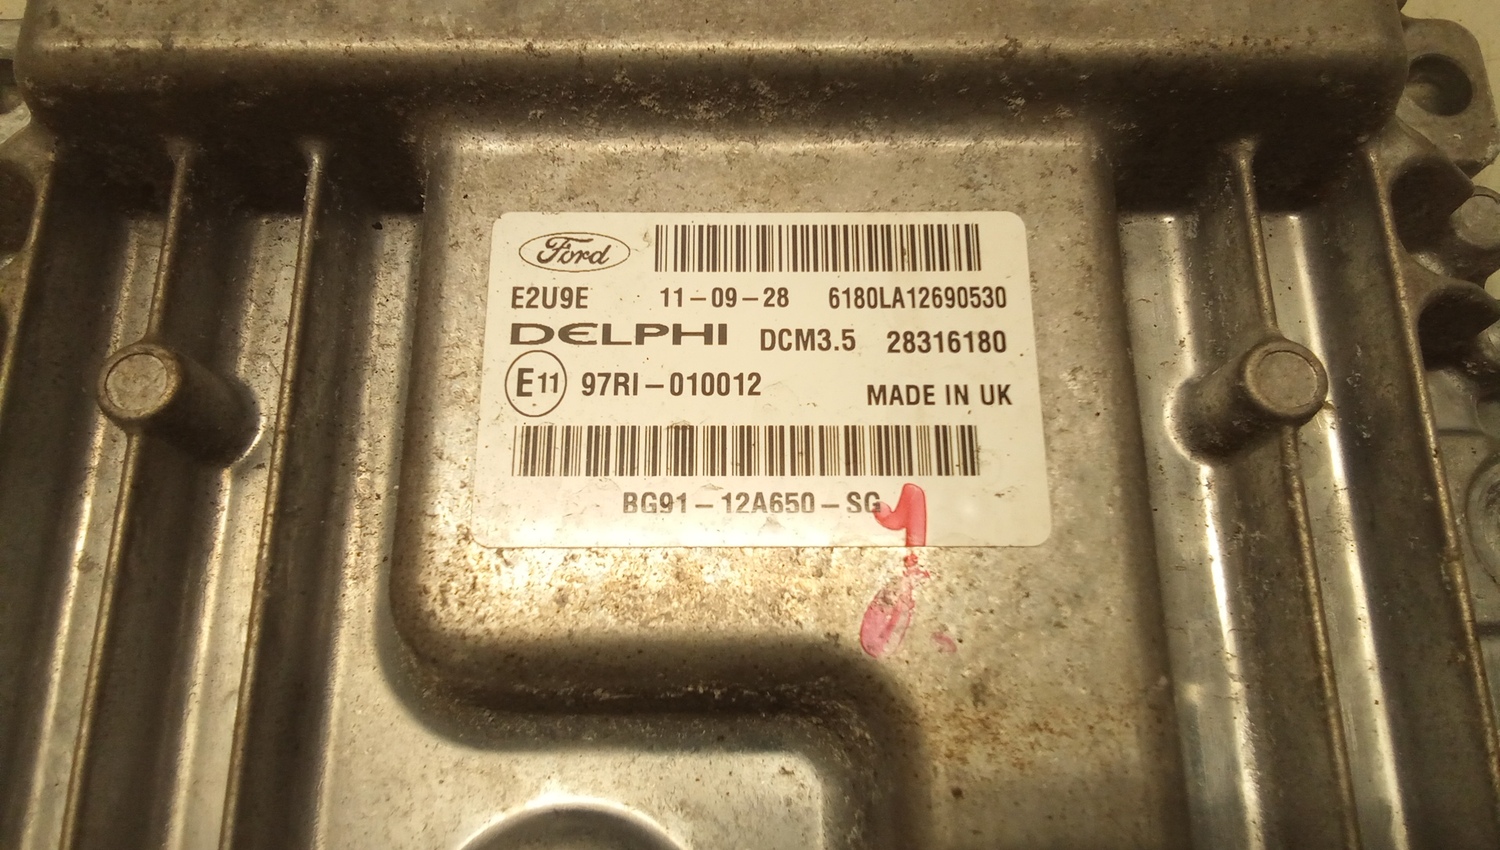 Ford
E2U9E 11-09-28 6180LA12690530
DELPHI DCM3.5 28316180
E11 97RI-010012 MADE IN UK
BG91-12A650-SG